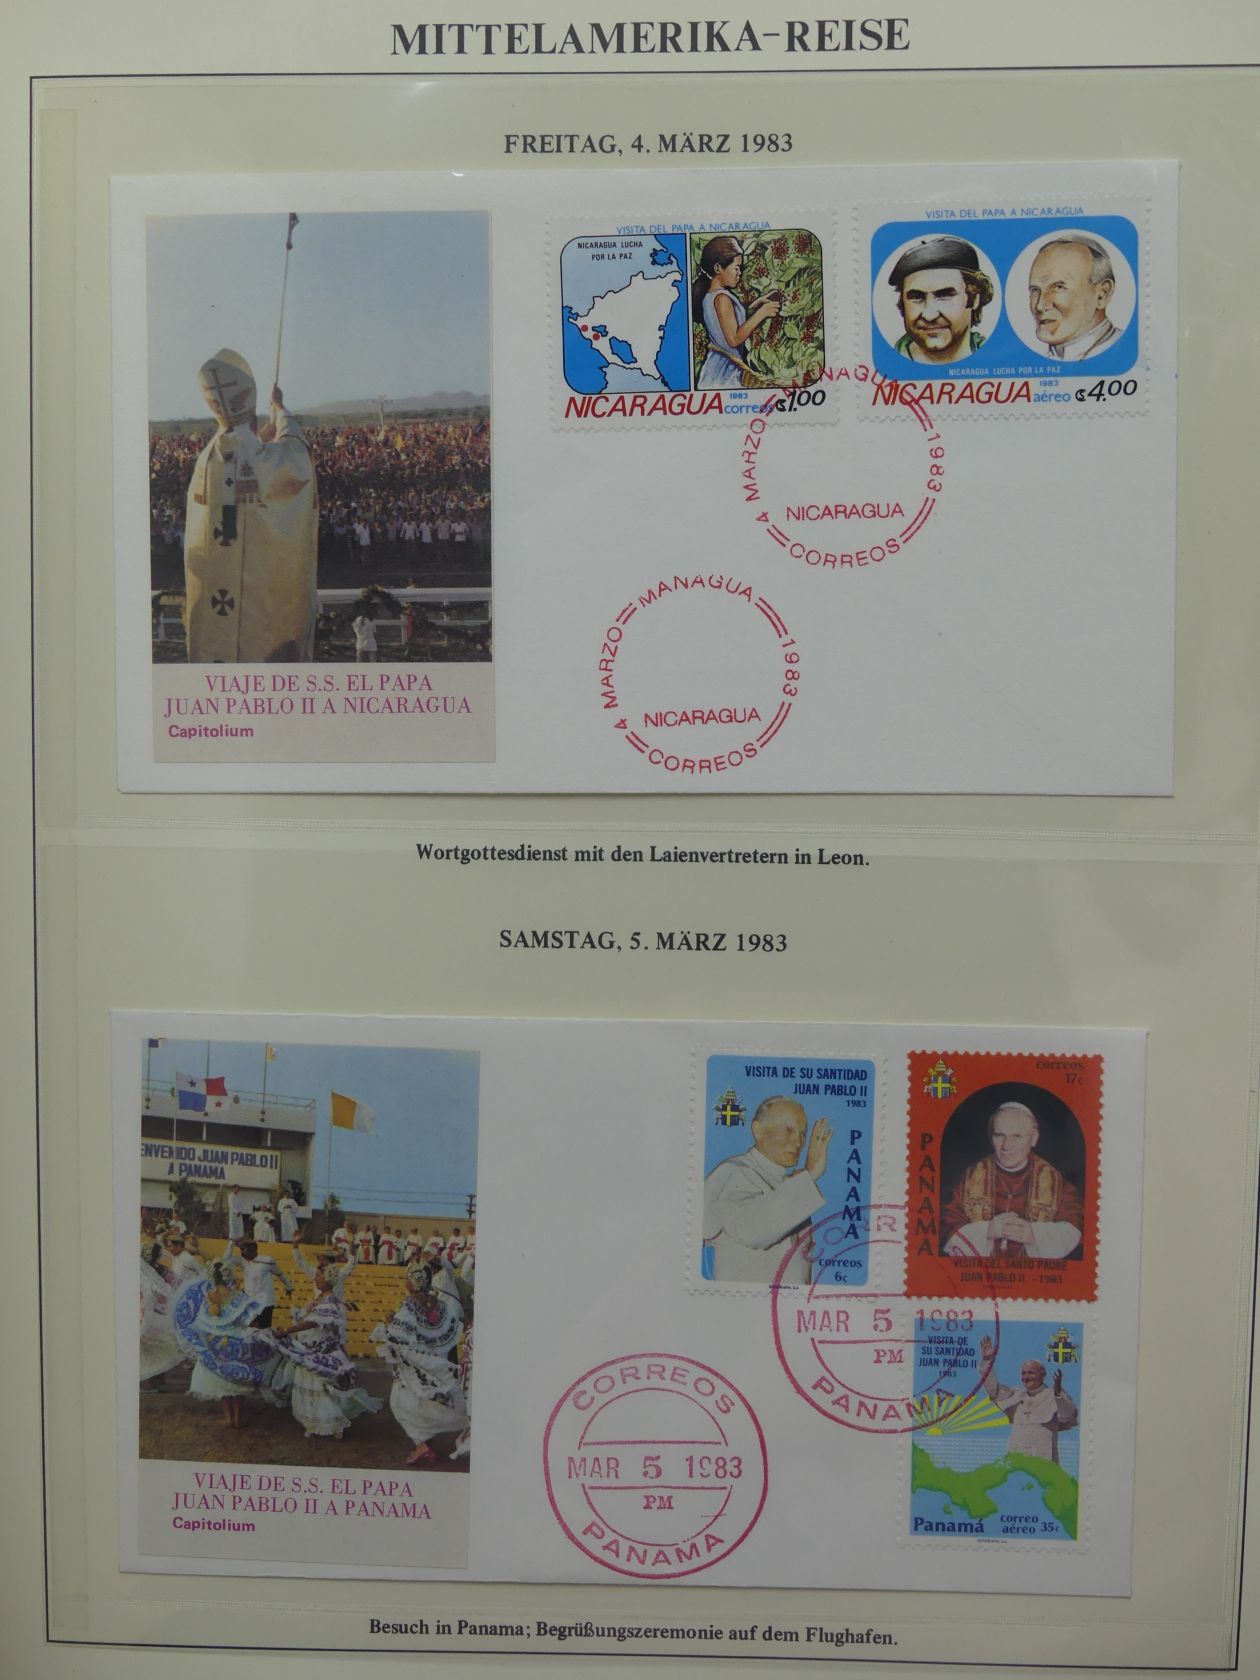 MITTELAMERIKA-REISE
FREITAG, 4. MÄRZ 1983
VISITA DEL PAPA A NICARAGUA
NICARAGUA LUCHA
POR LA PAZ
NICARAGUA
1983
correos
₡1.00
VISITA DEL PAPA A NICARAGUA
NICARAGUA LUCHA POR LA PAZ
NICARAGUA
1983
aéreo
₡4.00
4 MARZO MANAGUA 1983
NICARAGUA
CORREOS
4 MARZO MANAGUA 1983
NICARAGUA
CORREOS
VIAJE DE S.S. EL PAPA
JUAN PABLO II A NICARAGUA
Capitolium
Wortgottesdienst mit den Laienvertretern in Leon.
SAMSTAG, 5. MÄRZ 1983
ENVENIDO JUAN PABLO II
A PANAMA
VISITA DE SU SANTIDAD
JUAN PABLO II
1983
PANAMA
correos
6c
correos
17c
PANAMA
VISITA DEL SANTO PADRE
JUAN PABLO II - 1983
VISITA DE
SU SANTIDAD
JUAN PABLO II
1983
Panamá
correo
aéreo 35c
CORREOS
MAR 5 1983
PM
PANAMA
CORREOS
MAR 5 1983
PM
PANAMA
VIAJE DE S.S. EL PAPA
JUAN PABLO II A PANAMA
Capitolium
Besuch in Panama; Begrüßungszeremonie auf dem Flughafen.